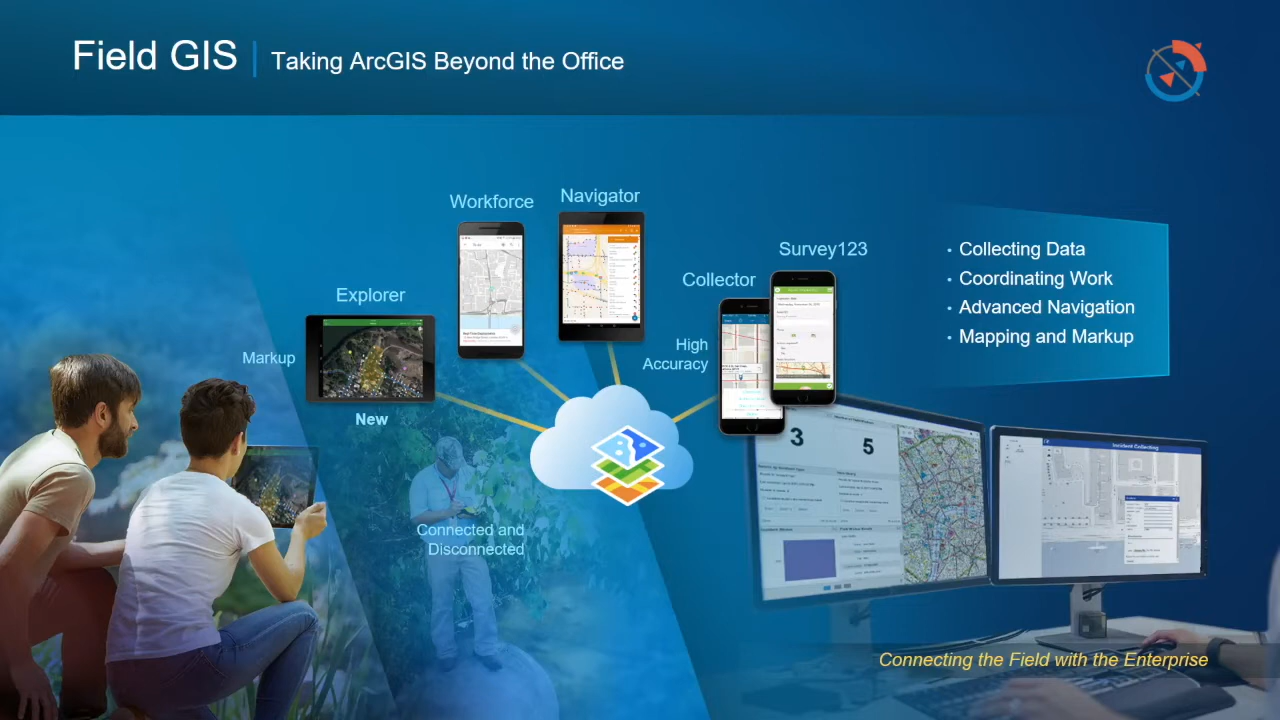 Field GIS
Taking ArcGIS Beyond the Office
Workforce
Navigator
Survey123
Collector
Explorer
Markup
High
Accuracy
New
Connected and
Disconnected
• Collecting Data
• Coordinating Work
• Advanced Navigation
• Mapping and Markup
3
5
Incident Collecting
Connecting the Field with the Enterprise